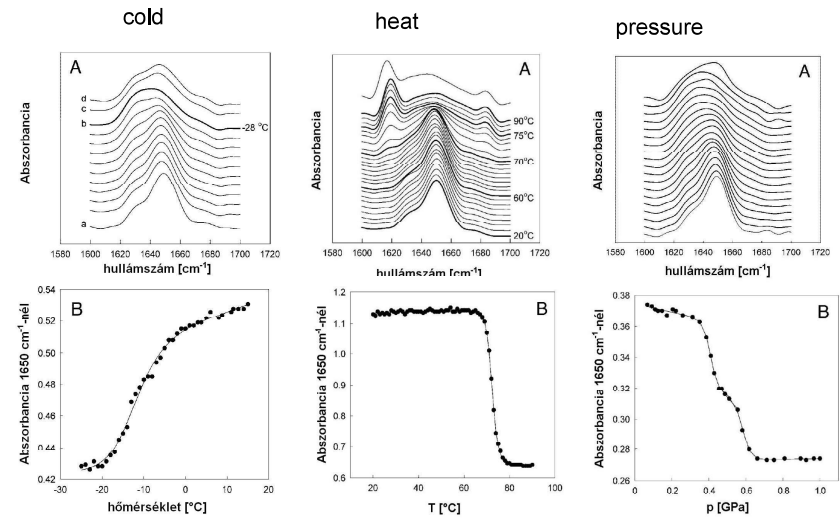 cold heat pressure
A
Abszorbancia
d
c
b
a
-28 °C
1580 1600 1620 1640 1660 1680 1700 1720
hullámszám [cm-1]
A
Abszorbancia
90°C
75°C
70°C
60°C
20°C
1580 1600 1620 1640 1660 1680 1700 1720
hullámszám [cm-1]
A
Abszorbancia
1580 1600 1620 1640 1660 1680 1700 1720
hullámszám [cm-1]
B
Abszorbancia 1650 cm-1-nél
0.54
0.52
0.50
0.48
0.46
0.44
0.42
-30 -20 -10 0 10 20
hőmérséklet [°C]
B
Abszorbancia 1650 cm-1-nél
1.2
1.1
1.0
0.9
0.8
0.7
0.6
20 40 60 80 100
T [°C]
B
Abszorbancia 1650 cm-1-nél
0.38
0.36
0.34
0.32
0.30
0.28
0.26
0.0 0.2 0.4 0.6 0.8 1.0
p [GPa]